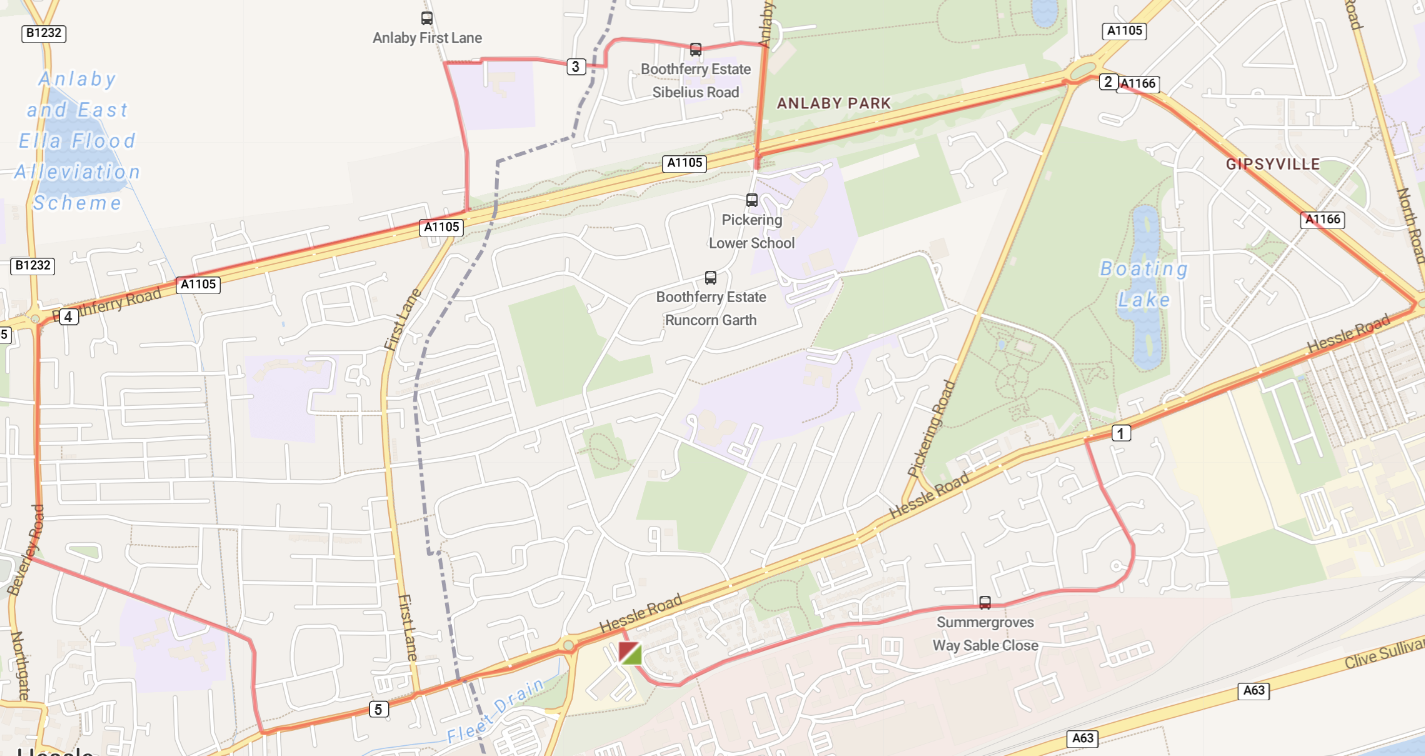 B1232
Anlaby First Lane
Anlaby
A1105
Road
Anlaby
and East
Ella Flood
Alleviation
Scheme
3
Boothferry Estate
Sibelius Road
2
A1166
ANLABY PARK
A1105
GIPSYVILLE
Pickering
Lower School
A1105
A1166
North Road
B1232
A1105
Boothferry Road
4
5
First Lane
Boothferry Estate
Runcorn Garth
Boating
Lake
Hessle Road
Pickering Road
1
Hessle Road
Beverley Road
First Lane
Hessle Road
Summergroves
Way Sable Close
Northgate
5
Fleet Drain
A63
Clive Sullivan
A63
Hessle